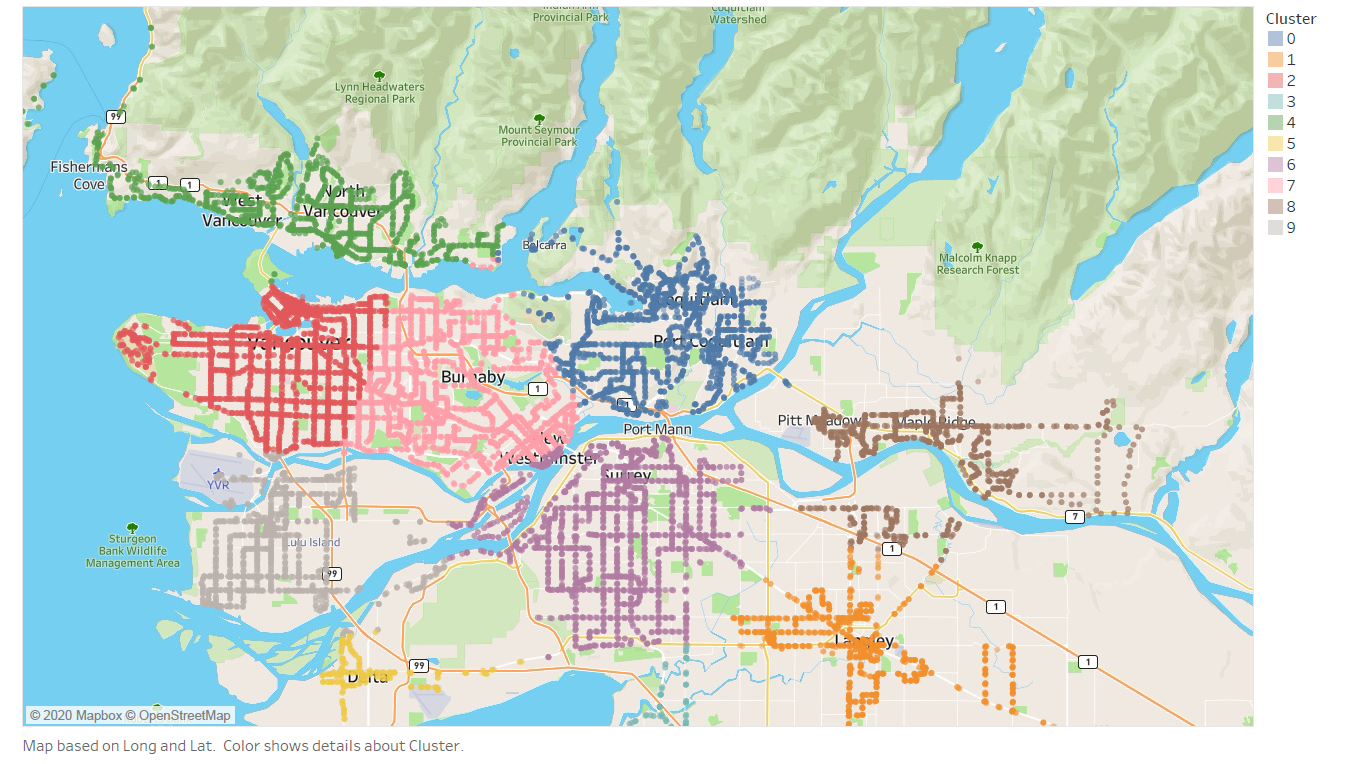 Indian Arm
Provincial Park
Coquitlam
Watershed
Cluster
0
1
2
3
4
5
6
7
8
9
Lynn Headwaters
Regional Park
99
Mount Seymour
Provincial Park
Fishermans
Cove
1
1
West
Vancouver
North
Vancouver
Belcarra
Malcolm Knapp
Research Forest
Coquitlam
Vancouver
Port Coquitlam
Burnaby
1
1
Port Mann
Pitt Meadows
Maple Ridge
New
Westminster
Surrey
YVR
7
Sturgeon
Bank Wildlife
Management Area
Lulu Island
1
99
1
Langley
1
99
Delta
© 2020 Mapbox © OpenStreetMap
Map based on Long and Lat. Color shows details about Cluster.